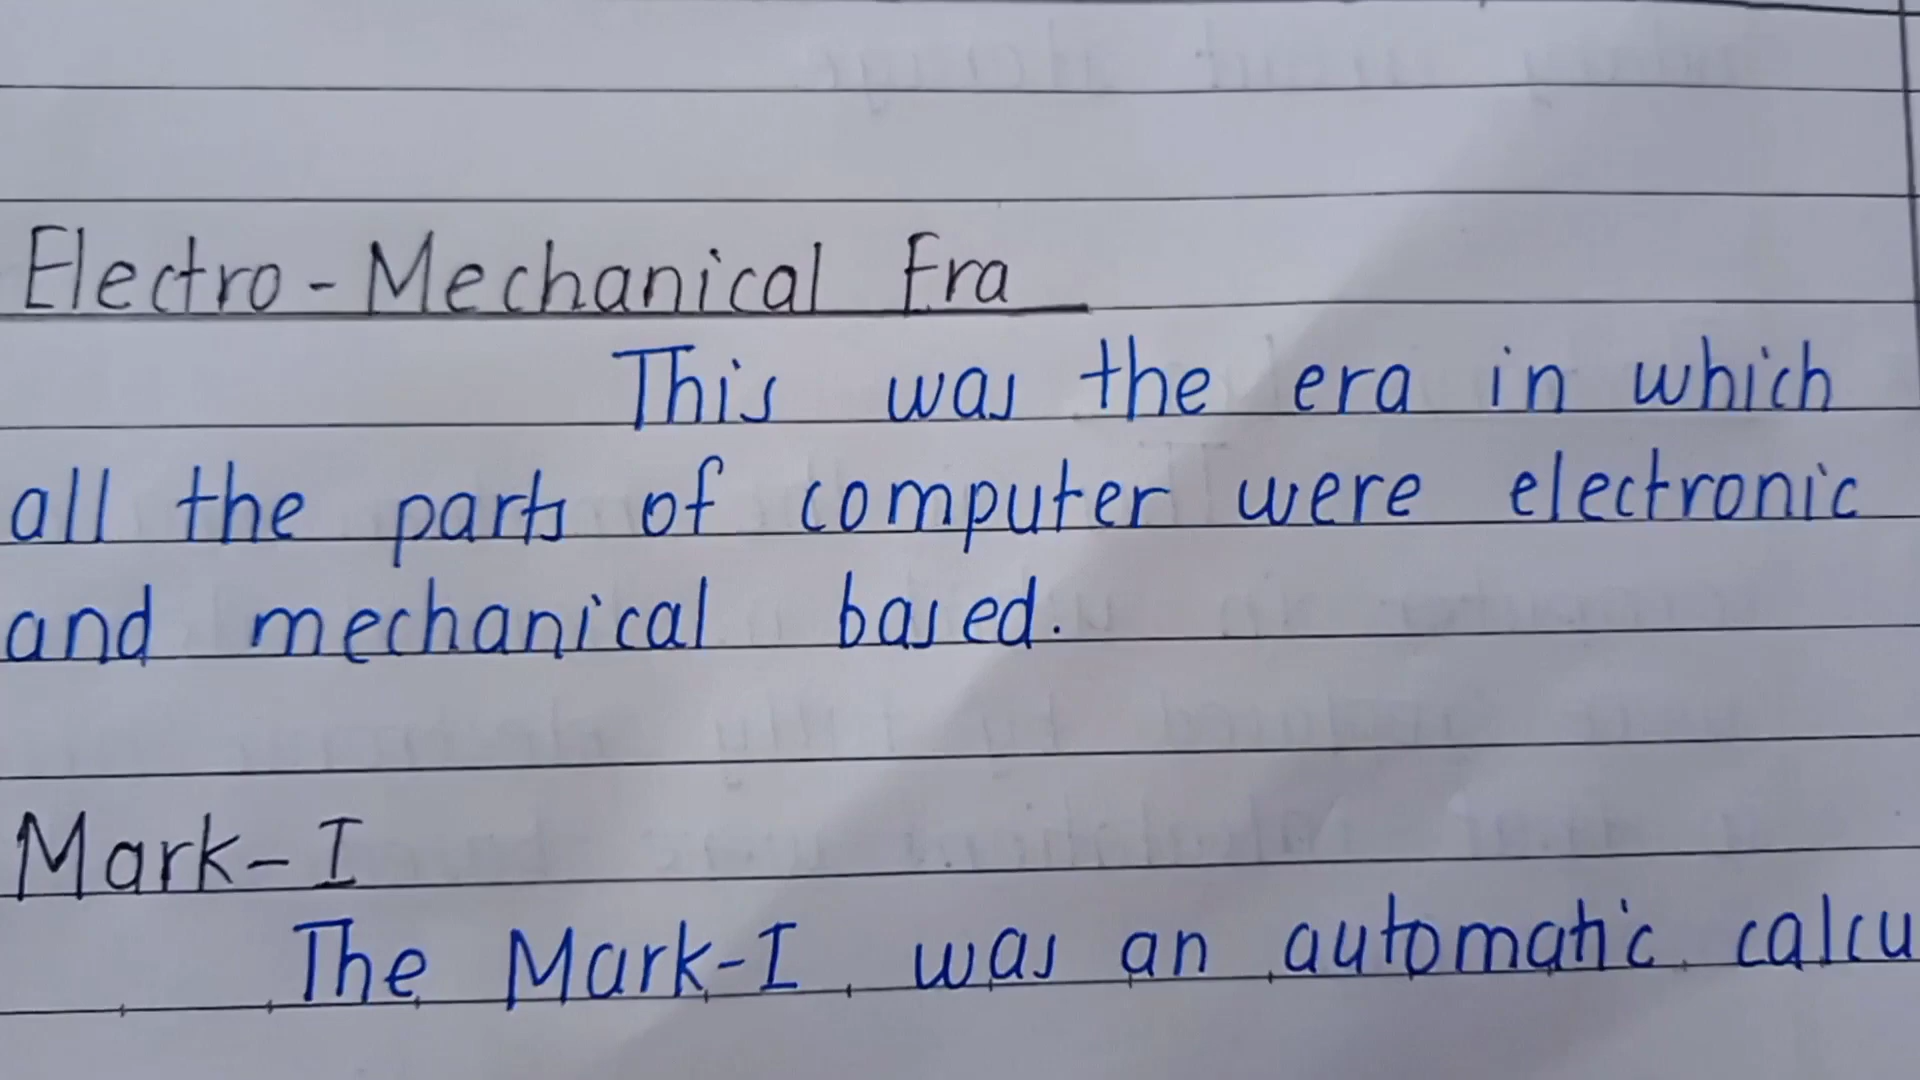 Electro-Mechanical Era
This was the era in which
all the parts of computer were electronic
and mechanical based.
Mark-I
The Mark-I was an automatic calcu